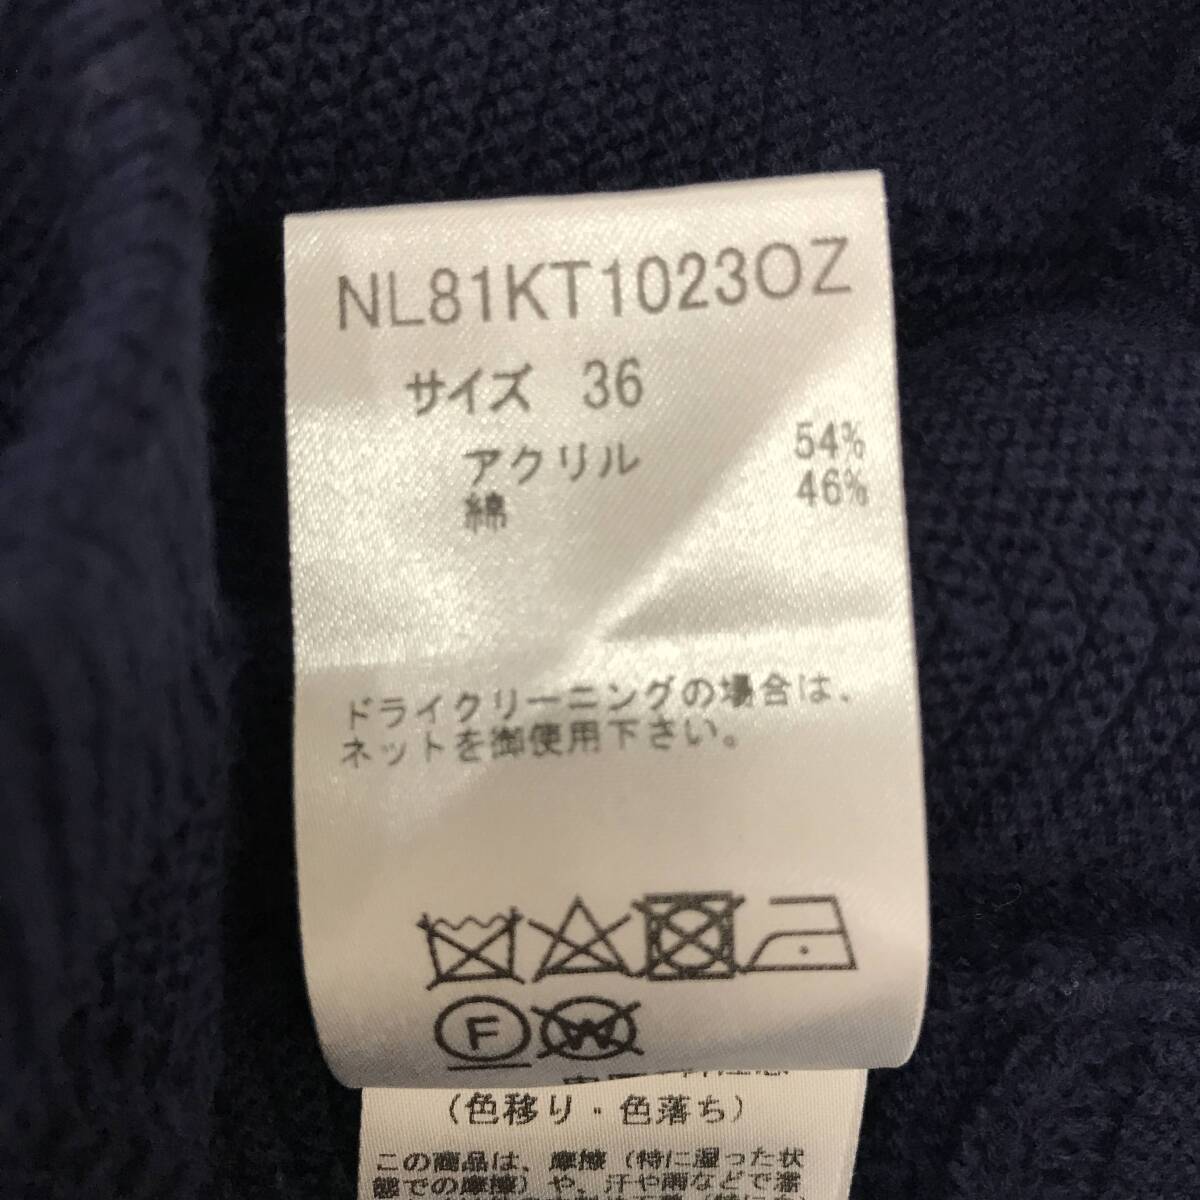 NL81KT1023OZ
サイズ 36
アクリル 54%
綿 46%
ドライクリーニングの場合は、
ネットを御使用下さい。
F W
(色移り・色落ち)
この商品は、摩擦(特に湿った状
態での摩擦)や、汗や雨などで濡